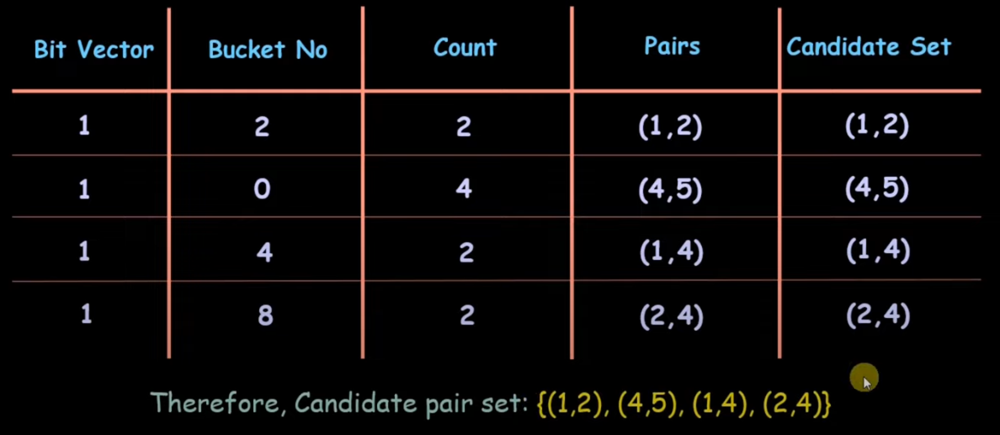 Bit Vector Bucket No Count Pairs Candidate Set
1 2 2 (1,2) (1,2)
1 0 4 (4,5) (4,5)
1 4 2 (1,4) (1,4)
1 8 2 (2,4) (2,4)
Therefore, Candidate pair set: {(1,2), (4,5), (1,4), (2,4)}